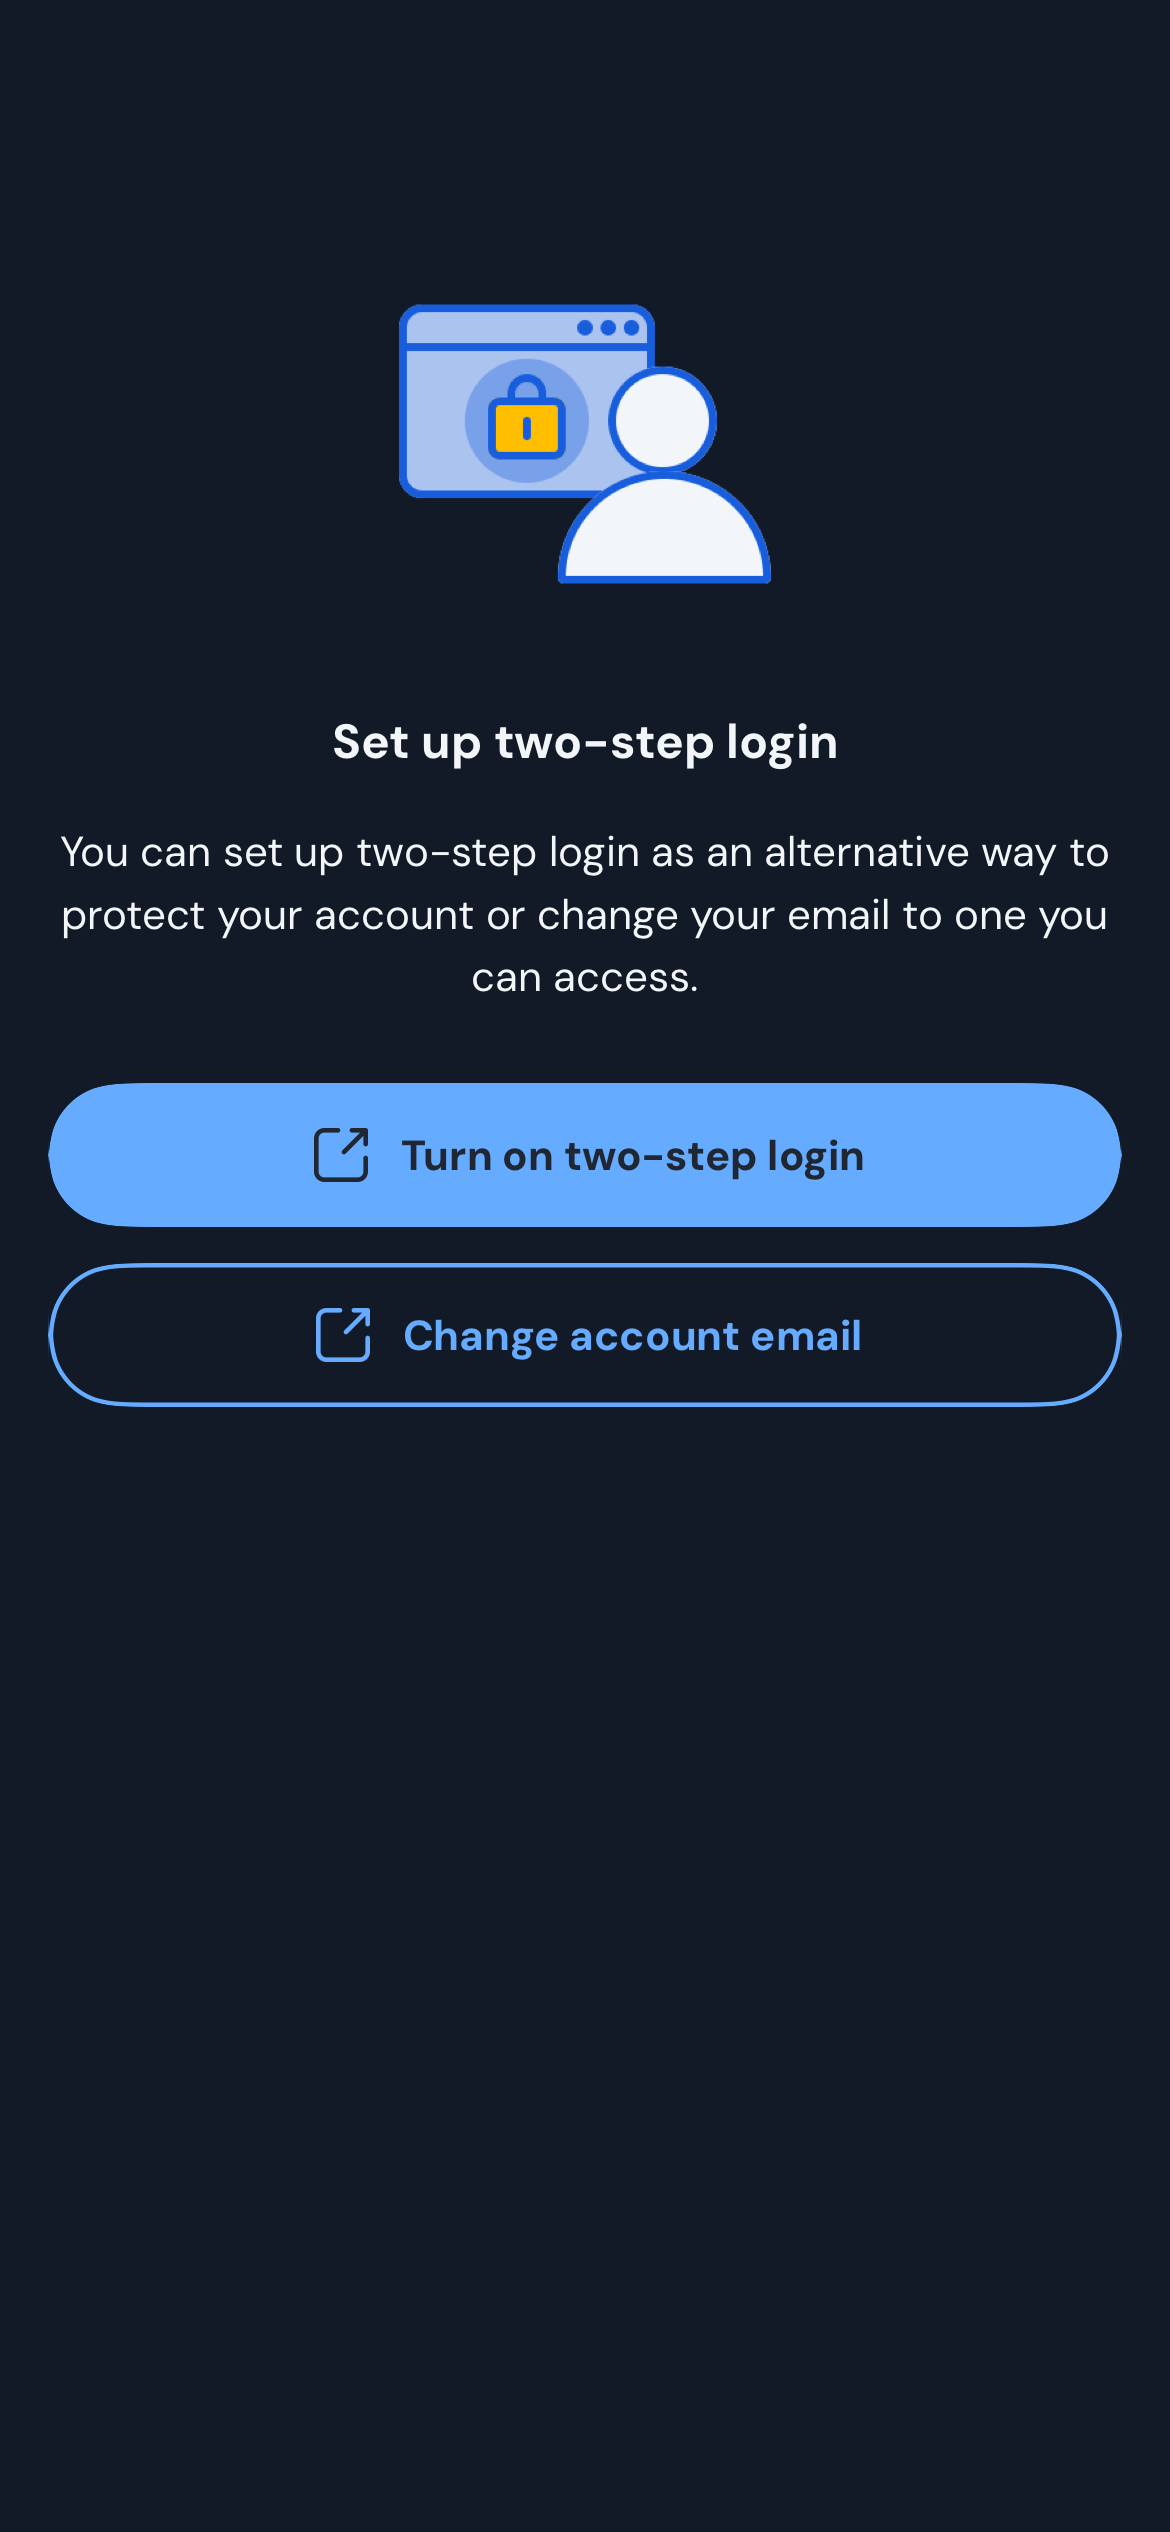 Set up two-step login
You can set up two-step login as an alternative way to
protect your account or change your email to one you
can access.
Turn on two-step login
Change account email